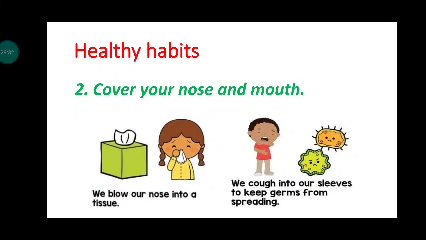 Healthy habits
2. Cover your nose and mouth.
We blow our nose into a
tissue.
We cough into our sleeves
to keep germs from
spreading.